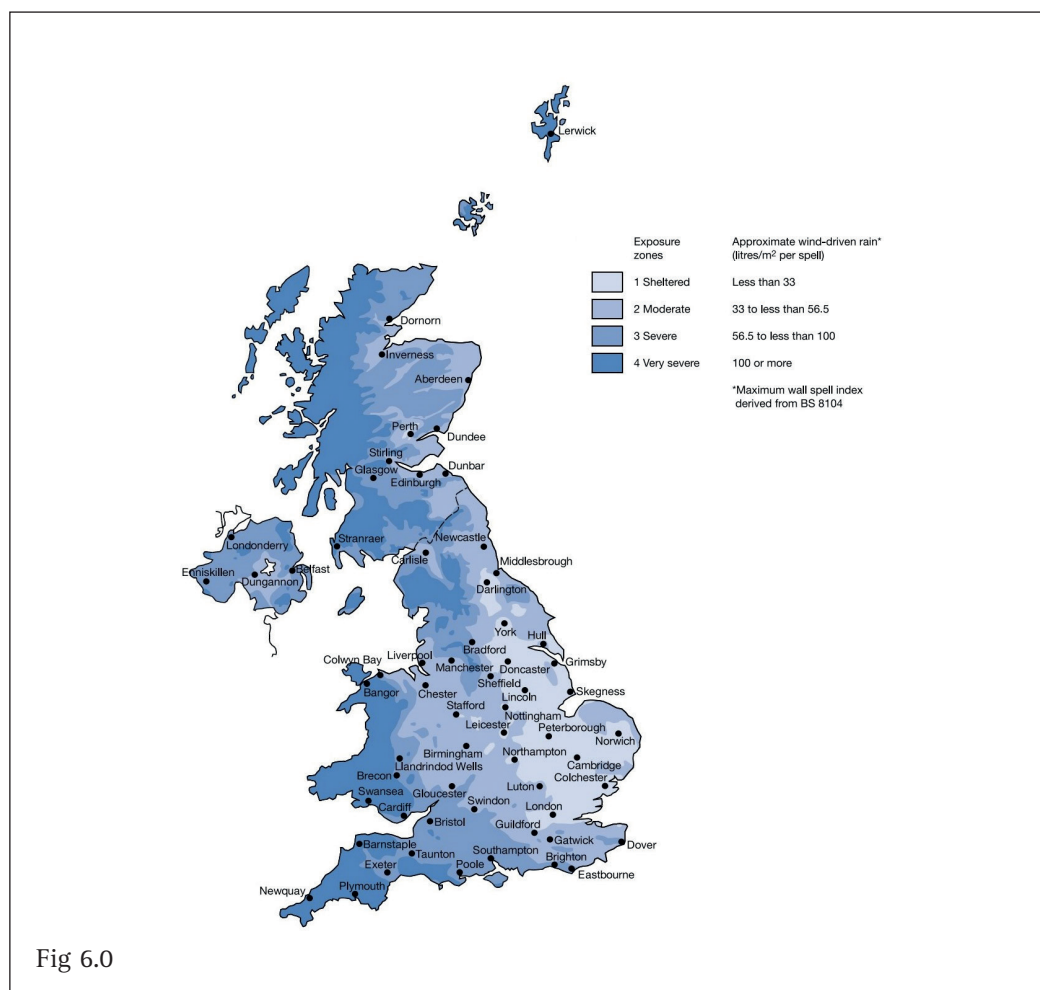 Lerwick
Exposure zones
Approximate wind-driven rain*
(litres/m² per spell)
1 Sheltered
Less than 33
2 Moderate
33 to less than 56.5
3 Severe
56.5 to less than 100
4 Very severe
100 or more
*Maximum wall spell index
derived from BS 8104
Dornorn
Inverness
Aberdeen
Perth
Dundee
Stirling
Glasgow
Dunbar
Edinburgh
Londonderry
Stranraer
Newcastle
Carlisle
Middlesbrough
Enniskillen
Belfast
Dungannon
Darlington
York
Hull
Bradford
Liverpool
Colwyn Bay
Manchester
Doncaster
Grimsby
Sheffield
Bangor
Chester
Lincoln
Skegness
Stafford
Nottingham
Leicester
Peterborough
Norwich
Birmingham
Northampton
Llandrindod Wells
Cambridge
Brecon
Colchester
Swansea
Gloucester
Luton
Cardiff
Swindon
London
Bristol
Guildford
Gatwick
Dover
Barnstaple
Taunton
Southampton
Brighton
Exeter
Poole
Eastbourne
Newquay
Plymouth
Fig 6.0